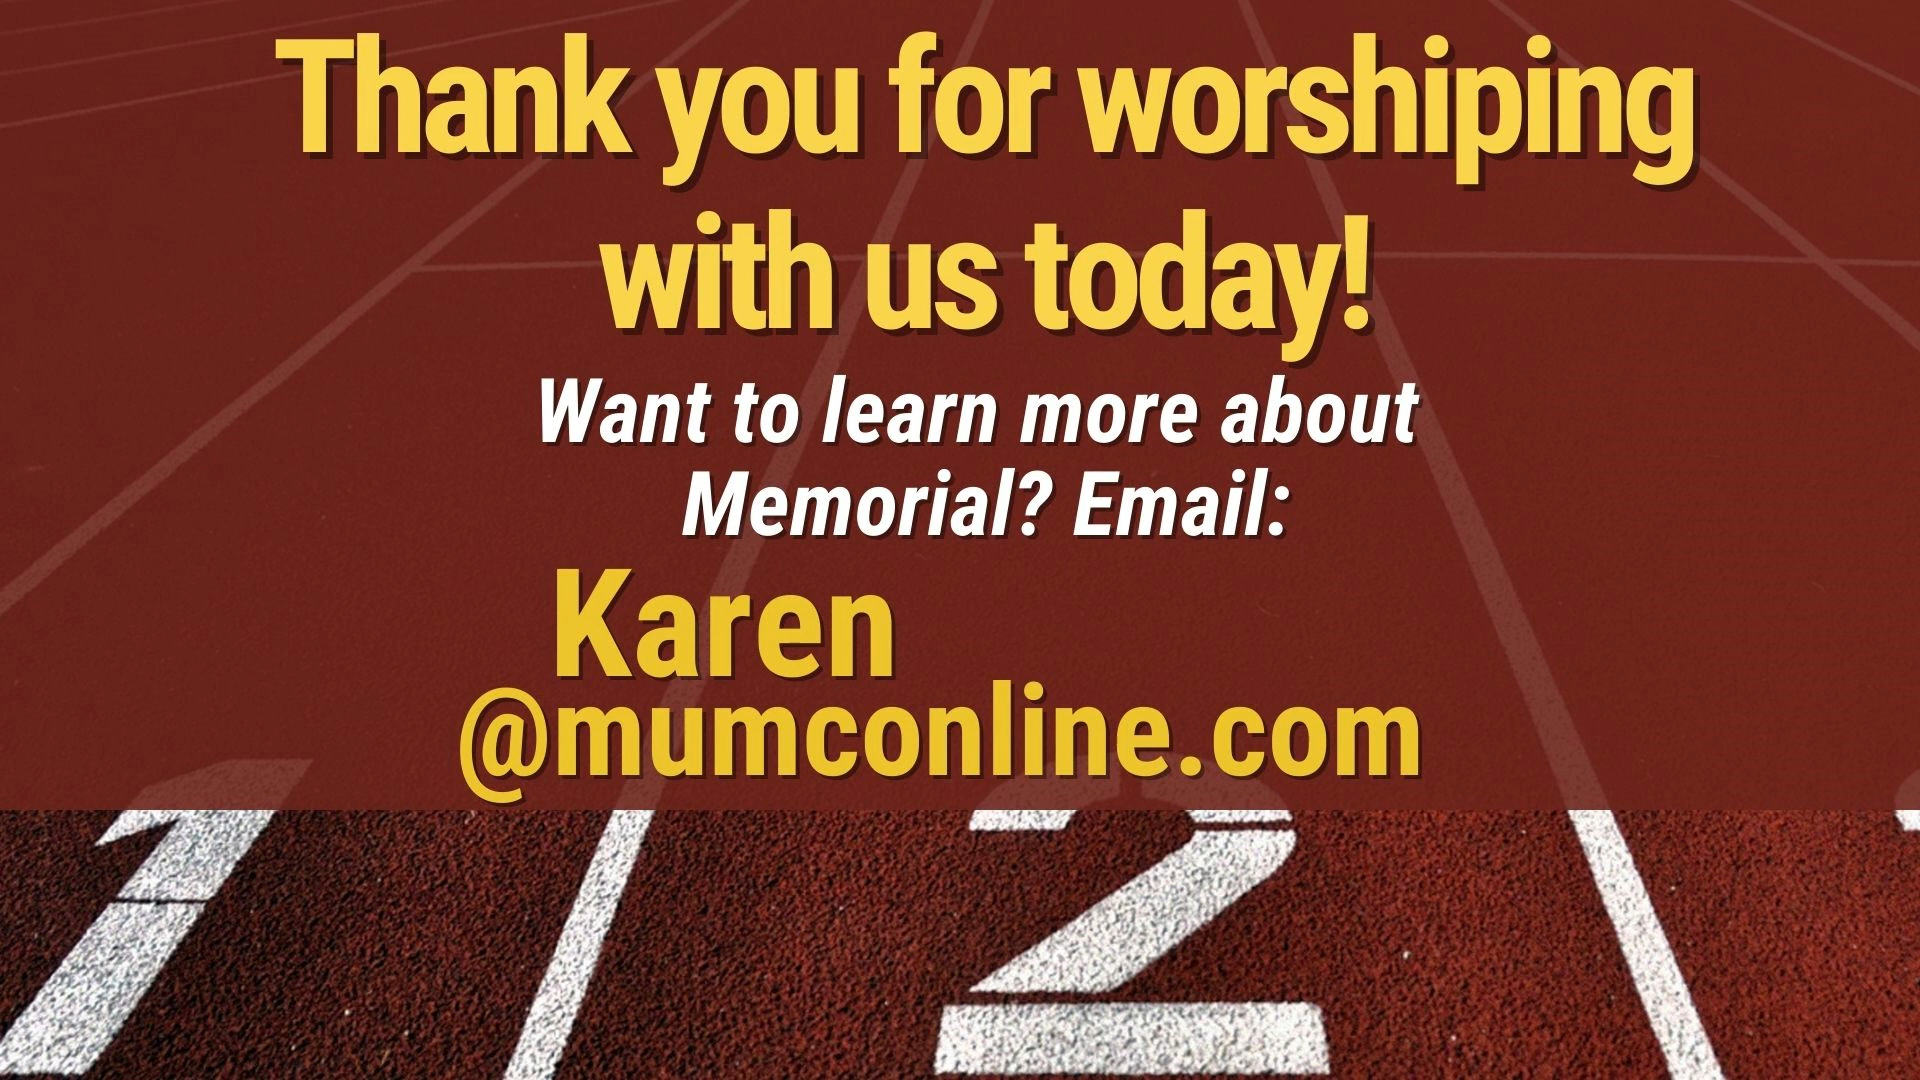 Thank you for worshiping
with us today!
Want to learn more about
Memorial? Email:
Karen
@mumconline.com
1
2